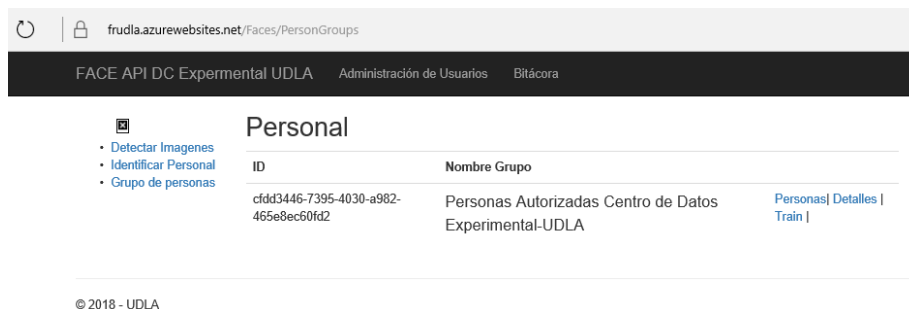 frudla.azurewebsites.net/Faces/PersonGroups
FACE API DC Expermental UDLA Administración de Usuarios Bitácora
Detectar Imagenes
Identificar Personal
Grupo de personas
Personal
ID Nombre Grupo
cfdd3446-7395-4030-a982-
465e8ec60fd2
Personas Autorizadas Centro de Datos
Experimental-UDLA
Personas| Detalles |
Train |
© 2018 - UDLA